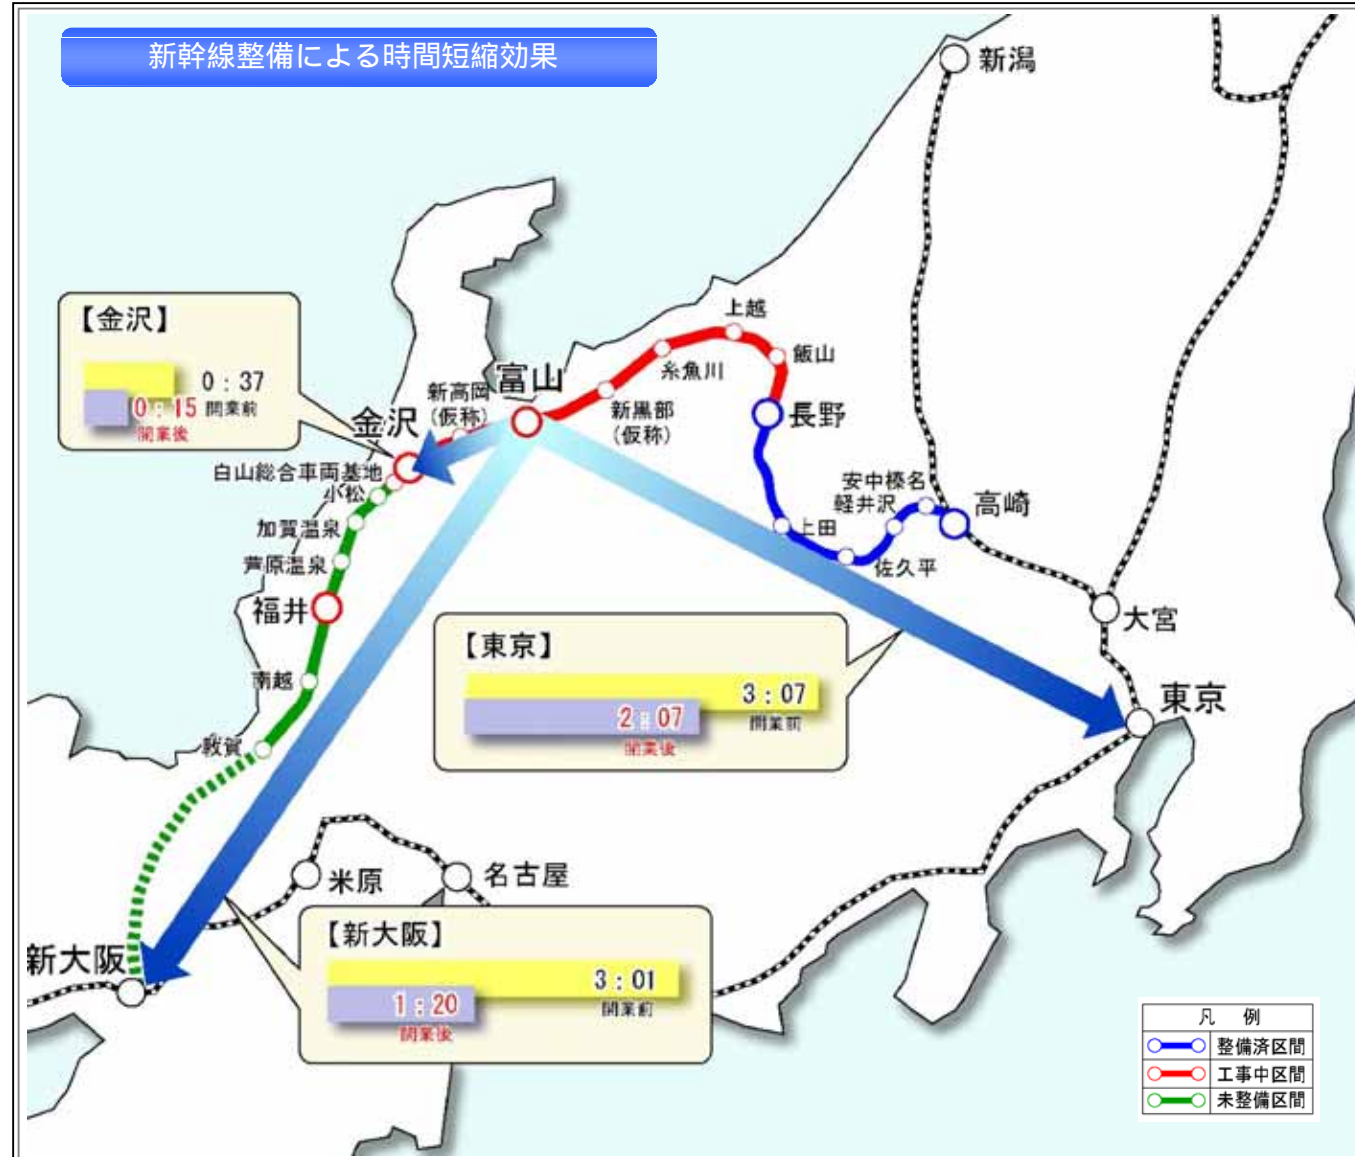 新幹線整備による時間短縮効果
新潟
【金沢】
0:37
開業前
0:15
開業後
上越
飯山
糸魚川
富山
新高岡
(仮称)
新黒部
(仮称)
長野
金沢
白山総合車両基地
小松
加賀温泉
芦原温泉
福井
南越
敦賀
安中榛名
軽井沢
高崎
上田
佐久平
大宮
東京
【東京】
3:07
開業前
2:07
開業後
米原
名古屋
新大阪
【新大阪】
3:01
開業前
1:20
開業後
凡 例
整備済区間
工事中区間
未整備区間